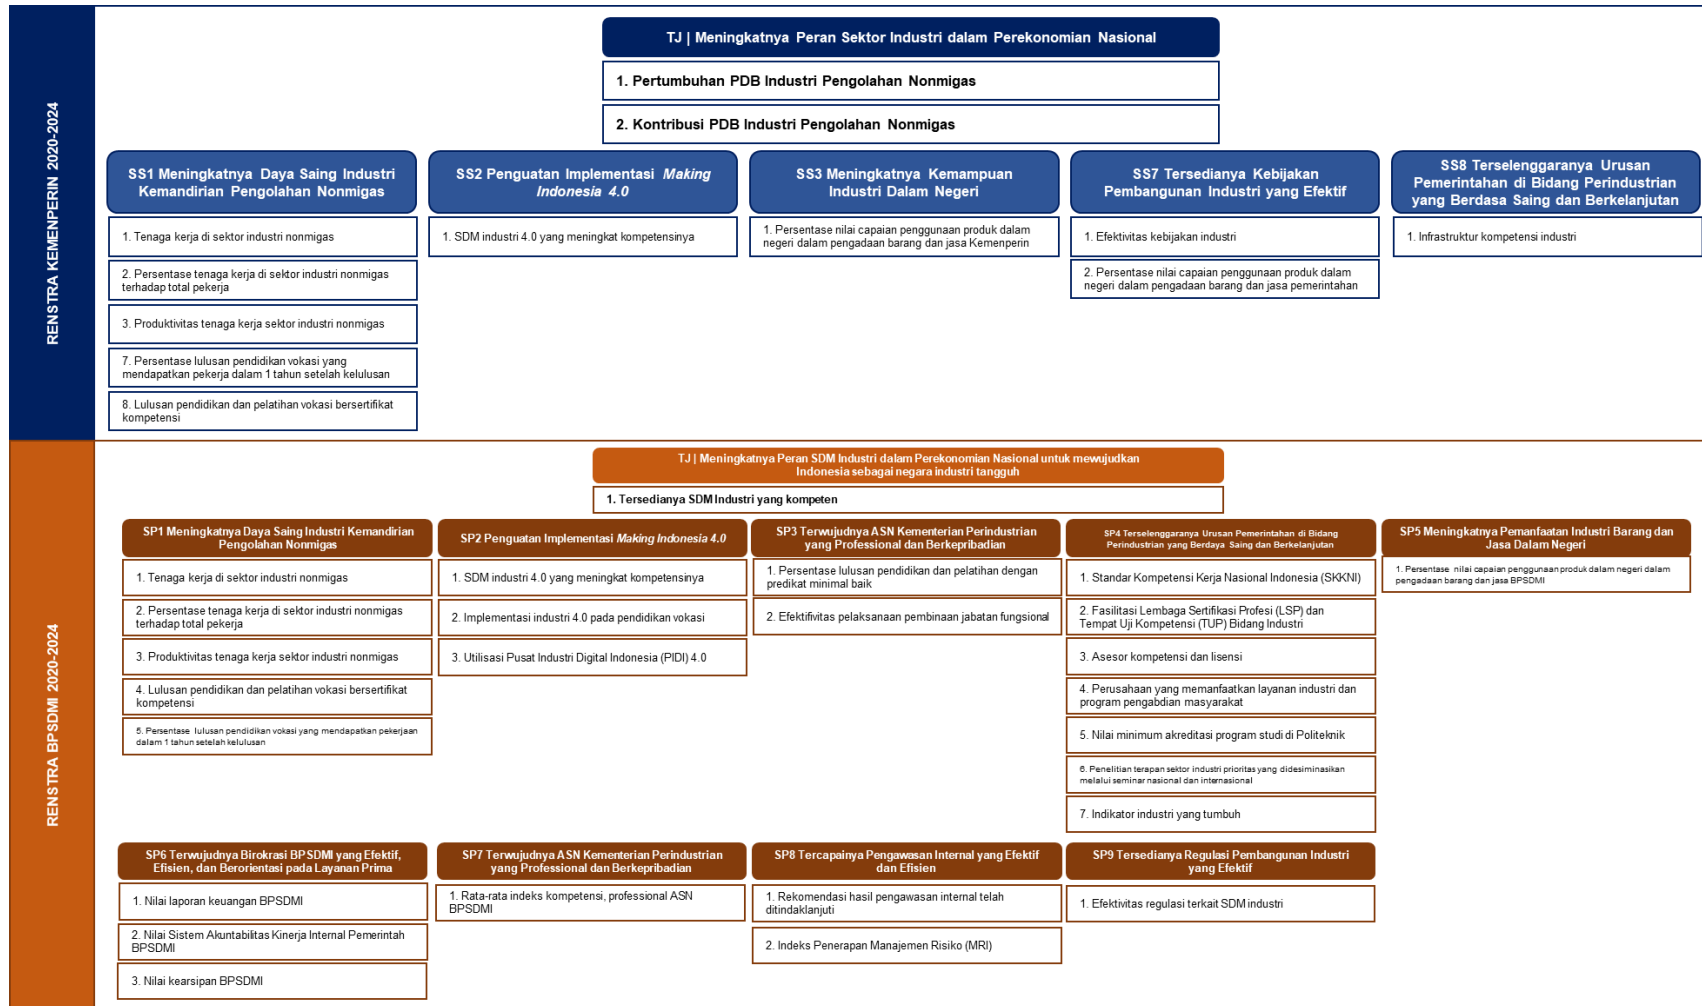 RENSTRA KEMENPERIN 2020-2024
TJ | Meningkatnya Peran Sektor Industri dalam Perekonomian Nasional
1. Pertumbuhan PDB Industri Pengolahan Nonmigas
2. Kontribusi PDB Industri Pengolahan Nonmigas
SS1 Meningkatnya Daya Saing Industri
Kemandirian Pengolahan Nonmigas
1. Tenaga kerja di sektor industri nonmigas
2. Persentase tenaga kerja di sektor industri nonmigas
terhadap total pekerja
3. Produktivitas tenaga kerja sektor industri nonmigas
7. Persentase lulusan pendidikan vokasi yang
mendapatkan pekerja dalam 1 tahun setelah kelulusan
8. Lulusan pendidikan dan pelatihan vokasi bersertifikat
kompetensi
SS2 Penguatan Implementasi Making
Indonesia 4.0
1. SDM industri 4.0 yang meningkat kompetensinya
SS3 Meningkatnya Kemampuan
Industri Dalam Negeri
1. Persentase nilai capaian penggunaan produk dalam
negeri dalam pengadaan barang dan jasa Kemenperin
SS7 Tersedianya Kebijakan
Pembangunan Industri yang Efektif
1. Efektivitas kebijakan industri
2. Persentase nilai capaian penggunaan produk dalam
negeri dalam pengadaan barang dan jasa pemerintahan
SS8 Terselenggaranya Urusan
Pemerintahan di Bidang Perindustrian
yang Berdasa Saing dan Berkelanjutan
1. Infrastruktur kompetensi industri
RENSTRA BPSDMI 2020-2024
TJ | Meningkatnya Peran SDM Industri dalam Perekonomian Nasional untuk mewujudkan
Indonesia sebagai negara industri tangguh
1. Tersedianya SDM Industri yang kompeten
SP1 Meningkatnya Daya Saing Industri Kemandirian
Pengolahan Nonmigas
1. Tenaga kerja di sektor industri nonmigas
2. Persentase tenaga kerja di sektor industri nonmigas
terhadap total pekerja
3. Produktivitas tenaga kerja sektor industri nonmigas
4. Lulusan pendidikan dan pelatihan vokasi bersertifikat
kompetensi
5. Persentase lulusan pendidikan vokasi yang mendapatkan pekerjaan
dalam 1 tahun setelah kelulusan
SP2 Penguatan Implementasi Making Indonesia 4.0
1. SDM industri 4.0 yang meningkat kompetensinya
2. Implementasi industri 4.0 pada pendidikan vokasi
3. Utilisasi Pusat Industri Digital Indonesia (PIDI) 4.0
SP3 Terwujudnya ASN Kementerian Perindustrian
yang Professional dan Berkepribadian
1. Persentase lulusan pendidikan dan pelatihan dengan
predikat minimal baik
2. Efektifivitas pelaksanaan pembinaan jabatan fungsional
SP4 Terselenggaranya Urusan Pemerintahan di Bidang
Perindustrian yang Berdaya Saing dan Berkelanjutan
1. Standar Kompetensi Kerja Nasional Indonesia (SKKNI)
2. Fasilitasi Lembaga Sertifikasi Profesi (LSP) dan
Tempat Uji Kompetensi (TUP) Bidang Industri
3. Asesor kompetensi dan lisensi
4. Perusahaan yang memanfaatkan layanan industri dan
program pengabdian masyarakat
5. Nilai minimum akreditasi program studi di Politeknik
6. Penelitian terapan sektor industri prioritas yang didesiminasikan
melalui seminar nasional dan internasional
7. Indikator industri yang tumbuh
SP5 Meningkatnya Pemanfaatan Industri Barang dan
Jasa Dalam Negeri
1. Persentase nilai capaian penggunaan produk dalam negeri dalam
pengadaan barang dan jasa BPSDMI
SP6 Terwujudnya Birokrasi BPSDMI yang Efektif,
Efisien, dan Berorientasi pada Layanan Prima
1. Nilai laporan keuangan BPSDMI
2. Nilai Sistem Akuntabilitas Kinerja Internal Pemerintah
BPSDMI
3. Nilai kearsipan BPSDMI
SP7 Terwujudnya ASN Kementerian Perindustrian
yang Professional dan Berkepribadian
1. Rata-rata indeks kompetensi, professional ASN
BPSDMI
SP8 Tercapainya Pengawasan Internal yang Efektif
dan Efisien
1. Rekomendasi hasil pengawasan internal telah
ditindaklanjuti
2. Indeks Penerapan Manajemen Risiko (MRI)
SP9 Tersedianya Regulasi Pembangunan Industri
yang Efektif
1. Efektivitas regulasi terkait SDM industri